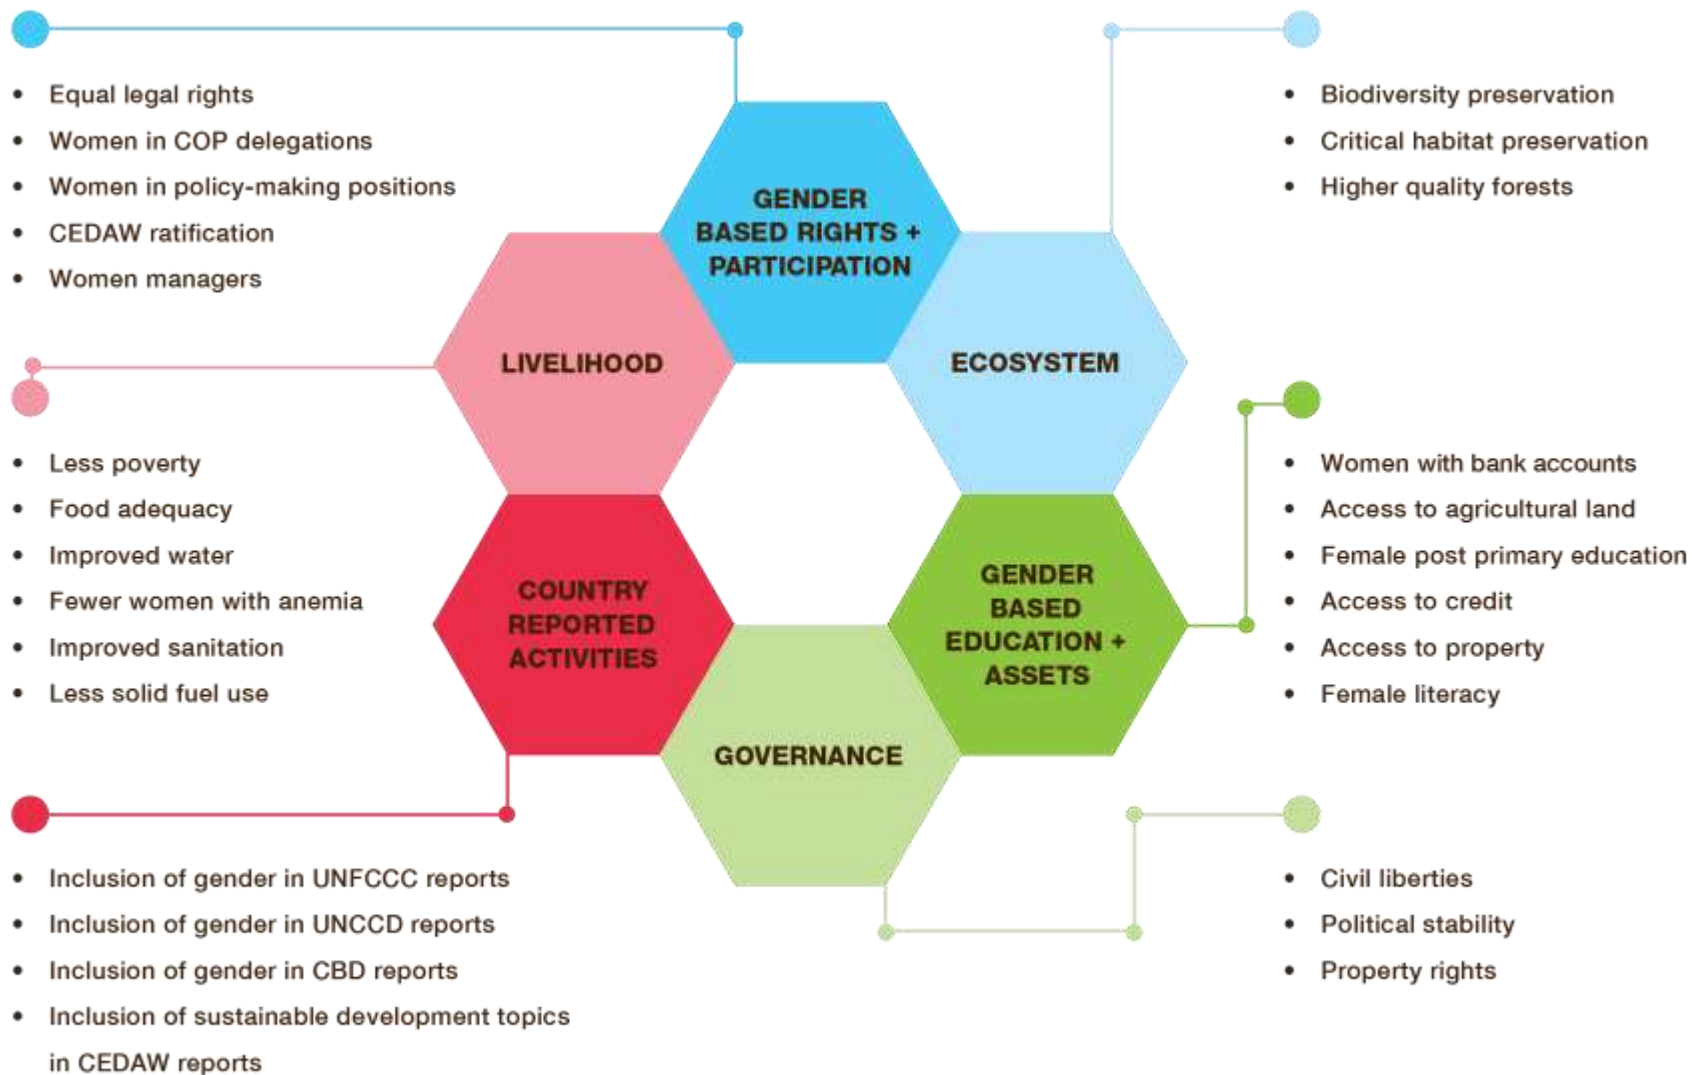 • Equal legal rights
• Women in COP delegations
• Women in policy-making positions
• CEDAW ratification
• Women managers
GENDER
BASED RIGHTS +
PARTICIPATION
• Biodiversity preservation
• Critical habitat preservation
• Higher quality forests
LIVELIHOOD
ECOSYSTEM
• Less poverty
• Food adequacy
• Improved water
• Fewer women with anemia
• Improved sanitation
• Less solid fuel use
COUNTRY
REPORTED
ACTIVITIES
GENDER
BASED
EDUCATION +
ASSETS
• Women with bank accounts
• Access to agricultural land
• Female post primary education
• Access to credit
• Access to property
• Female literacy
GOVERNANCE
• Inclusion of gender in UNFCCC reports
• Inclusion of gender in UNCCD reports
• Inclusion of gender in CBD reports
• Inclusion of sustainable development topics
in CEDAW reports
• Civil liberties
• Political stability
• Property rights